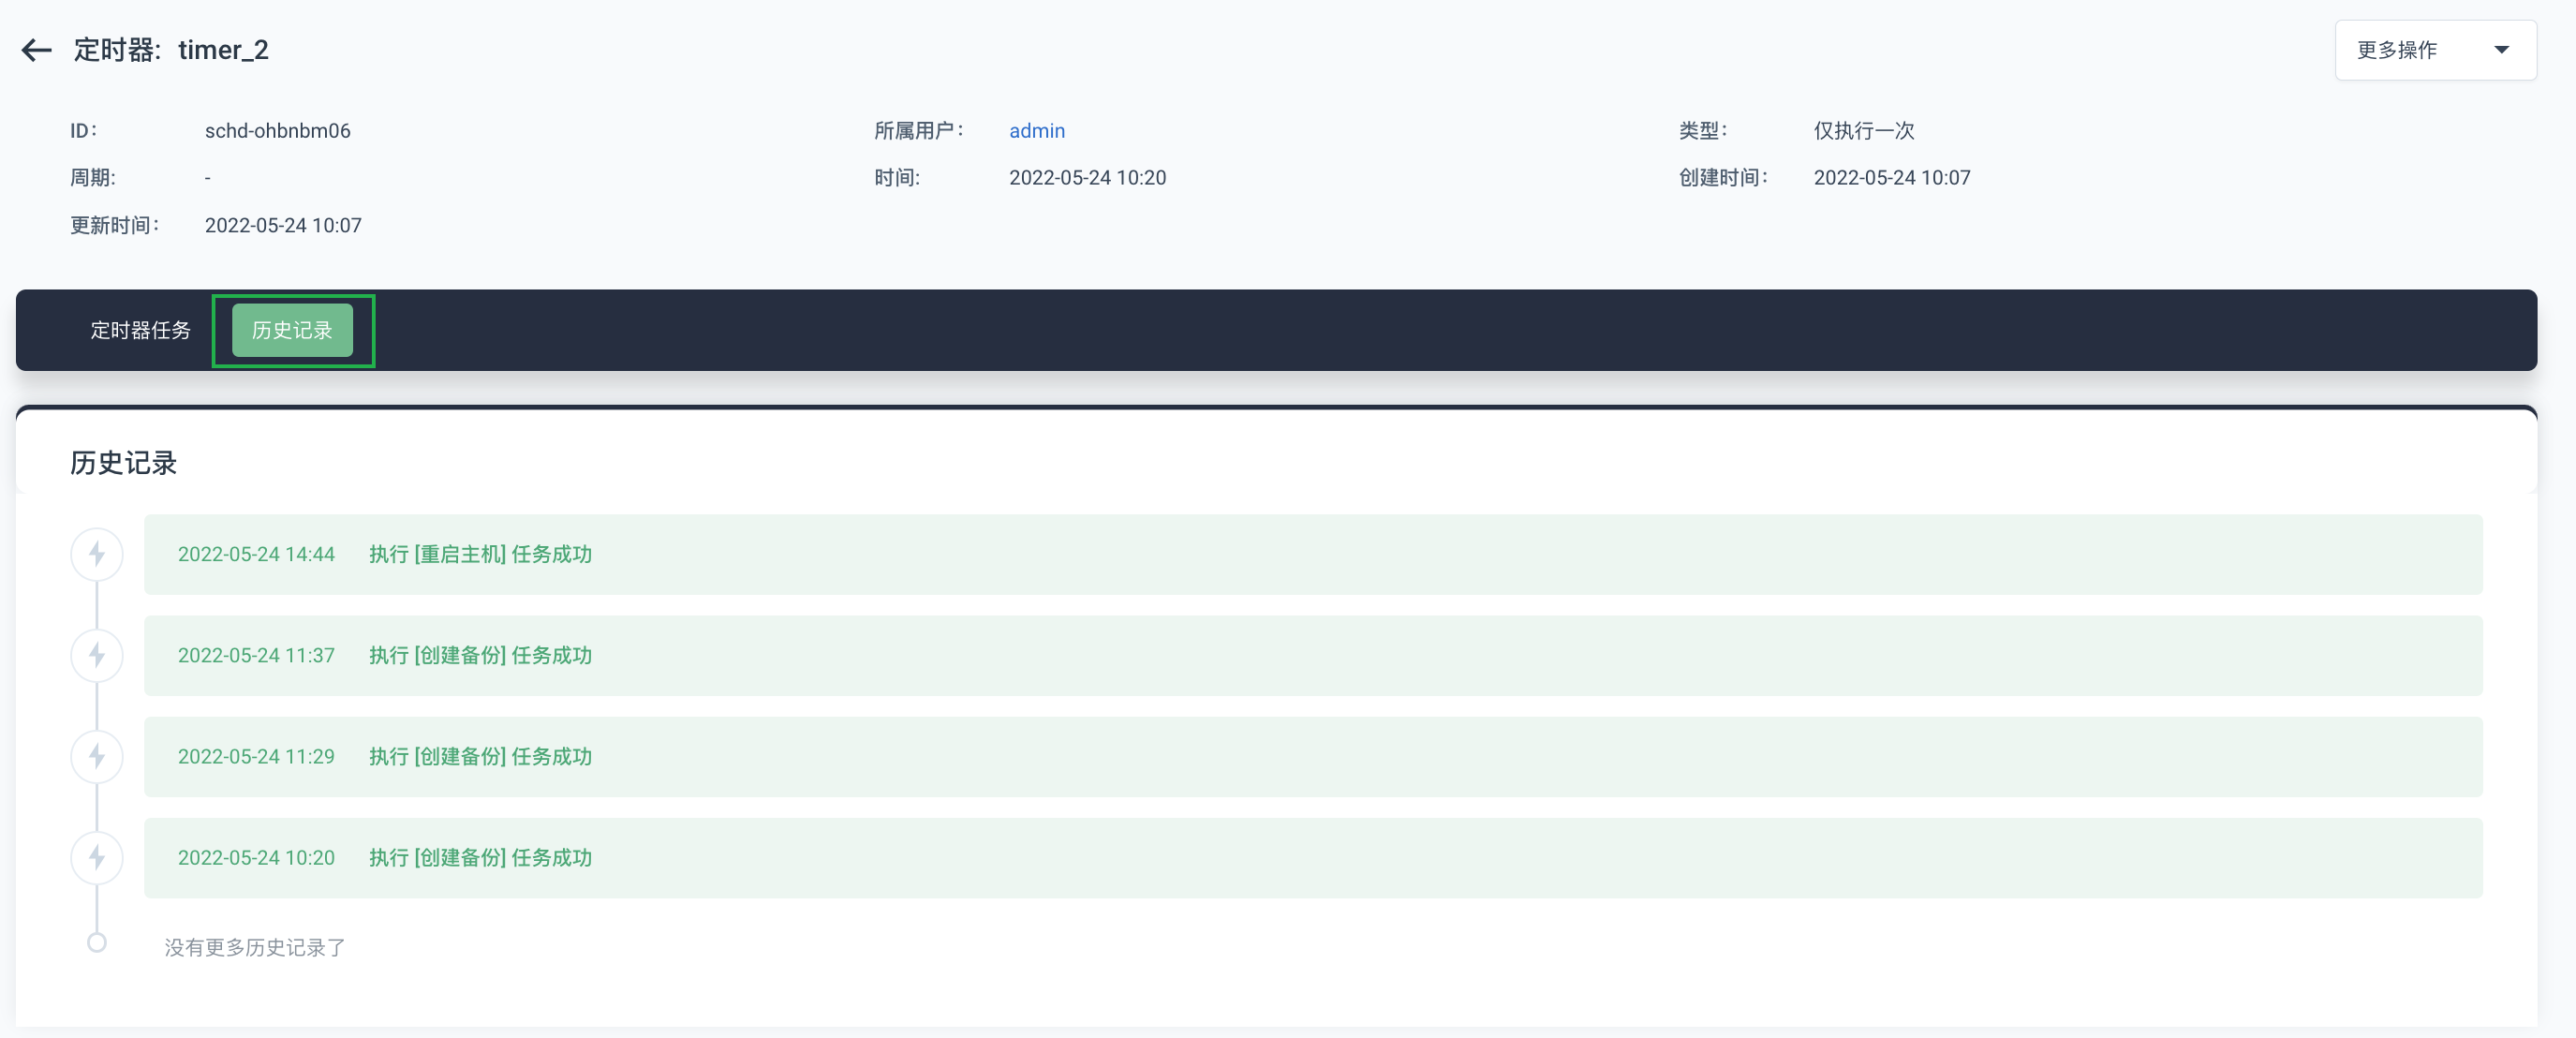 定时器: timer_2
更多操作
ID: schd-ohbnbm06
所属用户: admin
类型: 仅执行一次
周期: -
时间: 2022-05-24 10:20
创建时间: 2022-05-24 10:07
更新时间: 2022-05-24 10:07
定时器任务 历史记录
历史记录
2022-05-24 14:44 执行 [重启主机] 任务成功
2022-05-24 11:37 执行 [创建备份] 任务成功
2022-05-24 11:29 执行 [创建备份] 任务成功
2022-05-24 10:20 执行 [创建备份] 任务成功
没有更多历史记录了